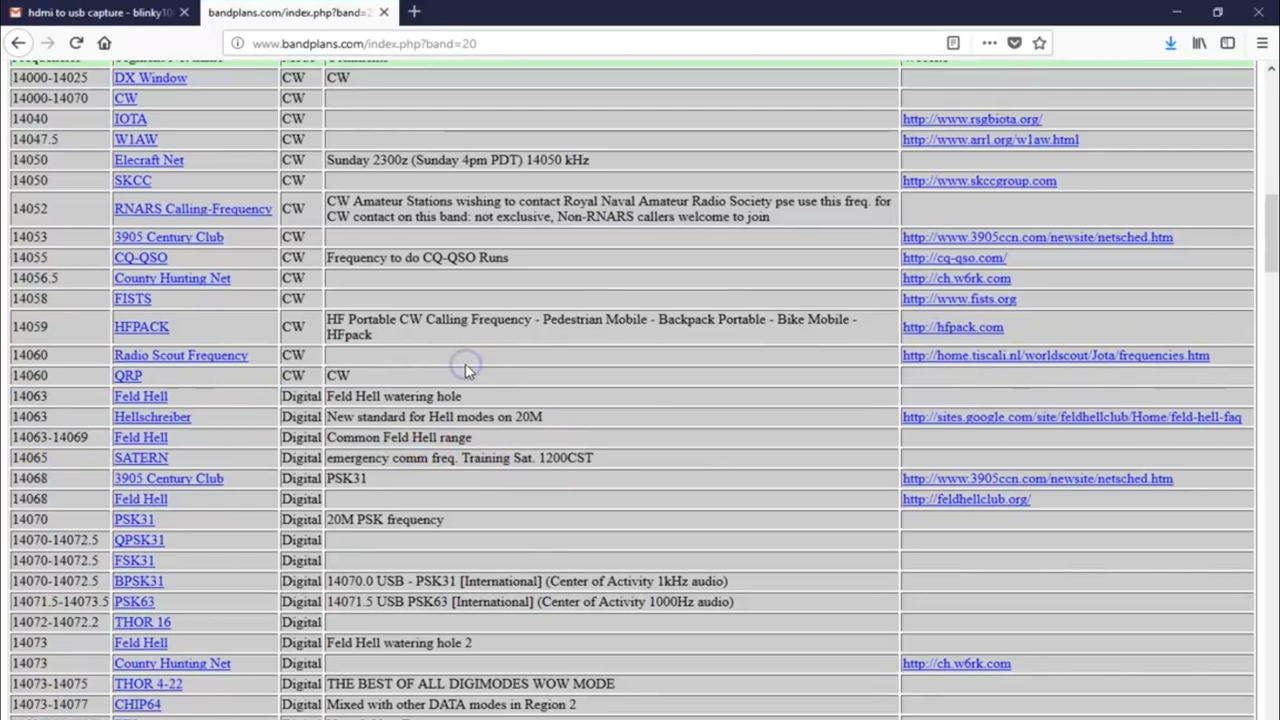 hdmi to usb capture - blinky10
bandplans.com/index.php?band=2
www.bandplans.com/index.php?band=20
14000-14025 DX Window CW CW
14000-14070 CW CW
14040 IOTA CW http://www.rsgbiota.org/
14047.5 W1AW CW http://www.arrl.org/w1aw.html
14050 Elecraft Net CW Sunday 2300z (Sunday 4pm PDT) 14050 kHz
14050 SKCC CW http://www.skccgroup.com
14052 RNARS Calling-Frequency CW CW Amateur Stations wishing to contact Royal Naval Amateur Radio Society pse use this freq. for
CW contact on this band: not exclusive, Non-RNARS callers welcome to join
14053 3905 Century Club CW http://www.3905ccn.com/newsite/netsched.htm
14055 CQ-QSO CW Frequency to do CQ-QSO Runs http://cq-qso.com/
14056.5 County Hunting Net CW http://ch.w6rk.com
14058 FISTS CW http://www.fists.org
14059 HFPACK CW HF Portable CW Calling Frequency - Pedestrian Mobile - Backpack Portable - Bike Mobile -
HFpack http://hfpack.com
14060 Radio Scout Frequency CW http://home.tiscali.nl/worldscout/Jota/frequencies.htm
14060 QRP CW CW
14063 Feld Hell Digital Feld Hell watering hole
14063 Hellschreiber Digital New standard for Hell modes on 20M http://sites.google.com/site/feldhellclub/Home/feld-hell-faq
14063-14069 Feld Hell Digital Common Feld Hell range
14065 SATERN Digital emergency comm freq. Training Sat. 1200CST
14068 3905 Century Club Digital PSK31 http://www.3905ccn.com/newsite/netsched.htm
14068 Feld Hell Digital http://feldhellclub.org/
14070 PSK31 Digital 20M PSK frequency
14070-14072.5 QPSK31 Digital
14070-14072.5 FSK31 Digital
14070-14072.5 BPSK31 Digital 14070.0 USB - PSK31 [International] (Center of Activity 1kHz audio)
14071.5-14073.5 PSK63 Digital 14071.5 USB PSK63 [International] (Center of Activity 1000Hz audio)
14072-14072.2 THOR 16 Digital
14073 Feld Hell Digital Feld Hell watering hole 2
14073 County Hunting Net Digital http://ch.w6rk.com
14073-14075 THOR 4-22 Digital THE BEST OF ALL DIGIMODES WOW MODE
14073-14077 CHIP64 Digital Mixed with other DATA modes in Region 2